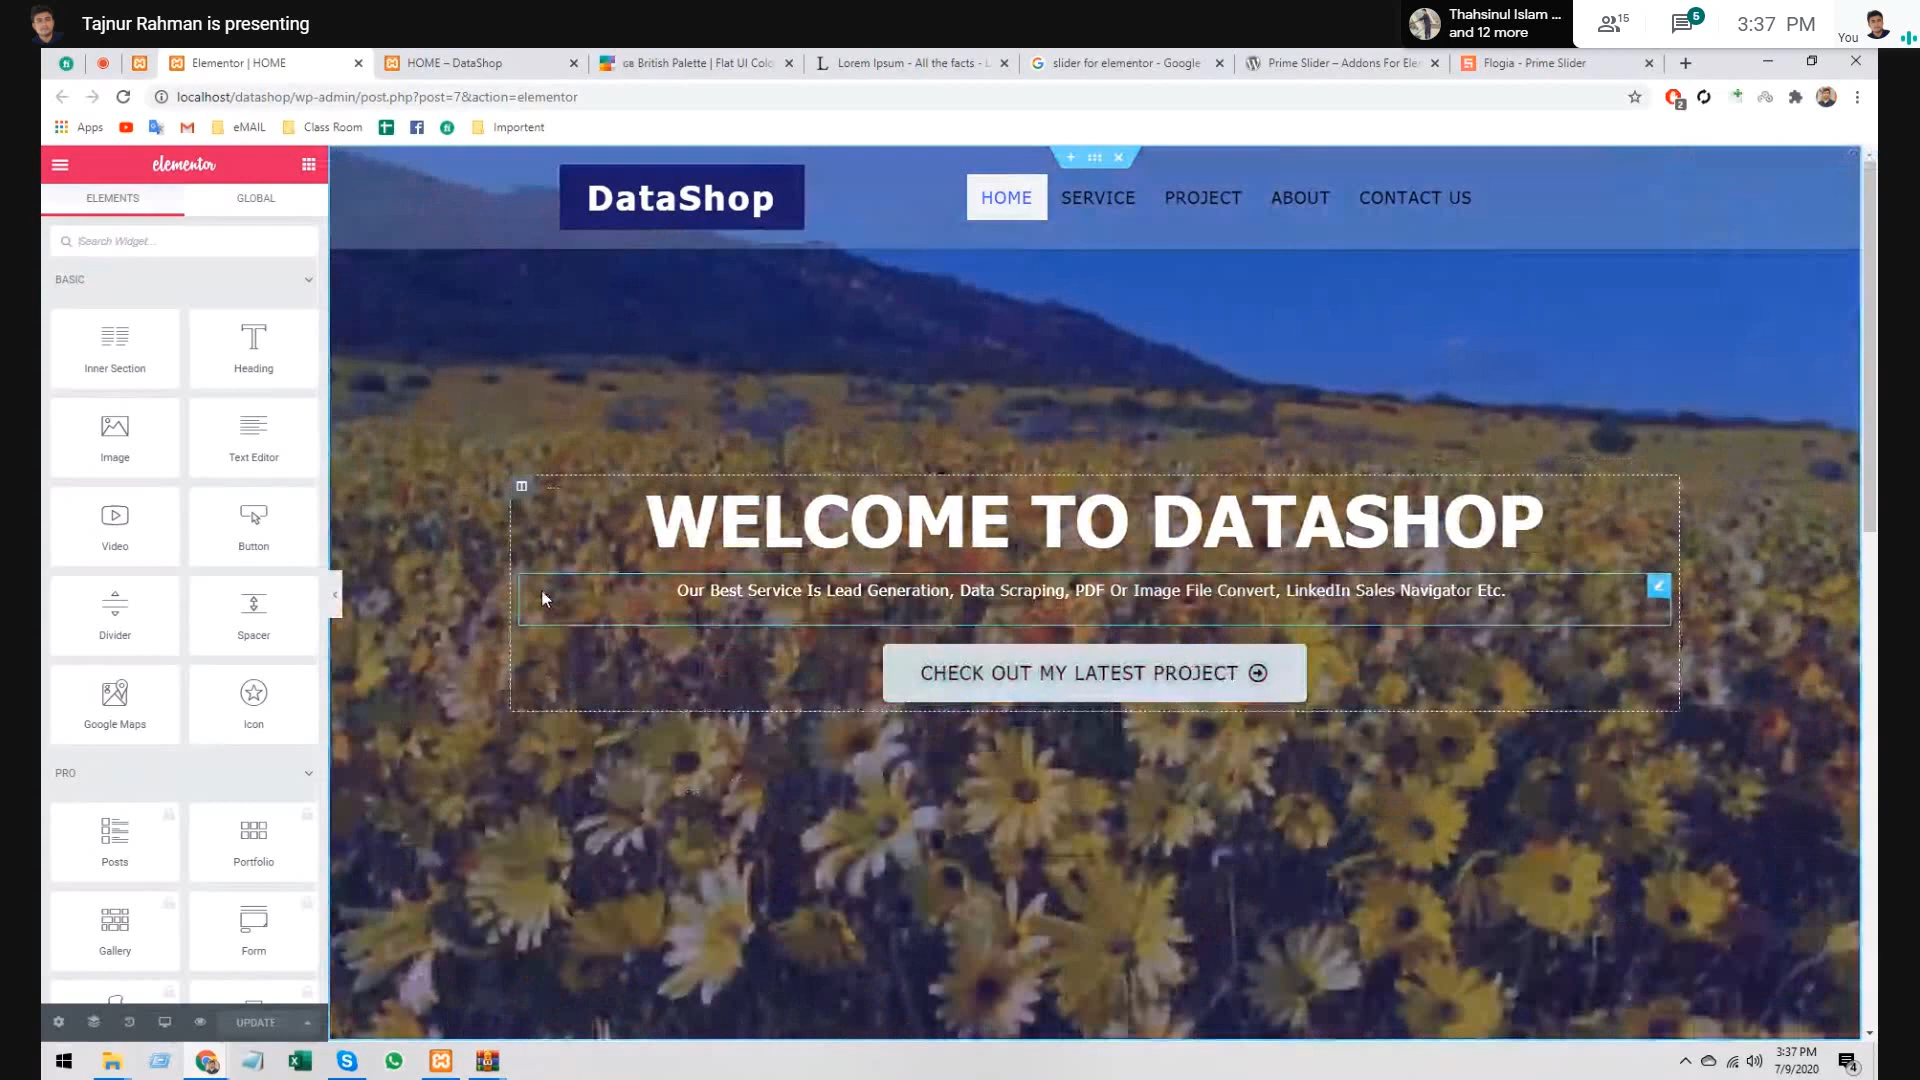 Tajnur Rahman is presenting
Thahsinul Islam ...
and 12 more
15
5
3:37 PM
You
Elementor | HOME
HOME – DataShop
GB British Palette | Flat UI Colo
Lorem Ipsum - All the facts - L
slider for elementor - Google
Prime Slider – Addons For Ele
Flogia - Prime Slider
localhost/datashop/wp-admin/post.php?post=7&action=elementor
2
Apps
eMAIL
Class Room
Importent
elementor
ELEMENTS
GLOBAL
Search Widget...
BASIC
Inner Section
Heading
Image
Text Editor
Video
Button
Divider
Spacer
Google Maps
Icon
PRO
Posts
Portfolio
Gallery
Form
UPDATE
DataShop
HOME
SERVICE
PROJECT
ABOUT
CONTACT US
WELCOME TO DATASHOP
Our Best Service Is Lead Generation, Data Scraping, PDF Or Image File Convert, LinkedIn Sales Navigator Etc.
CHECK OUT MY LATEST PROJECT
3:37 PM
7/9/2020
4